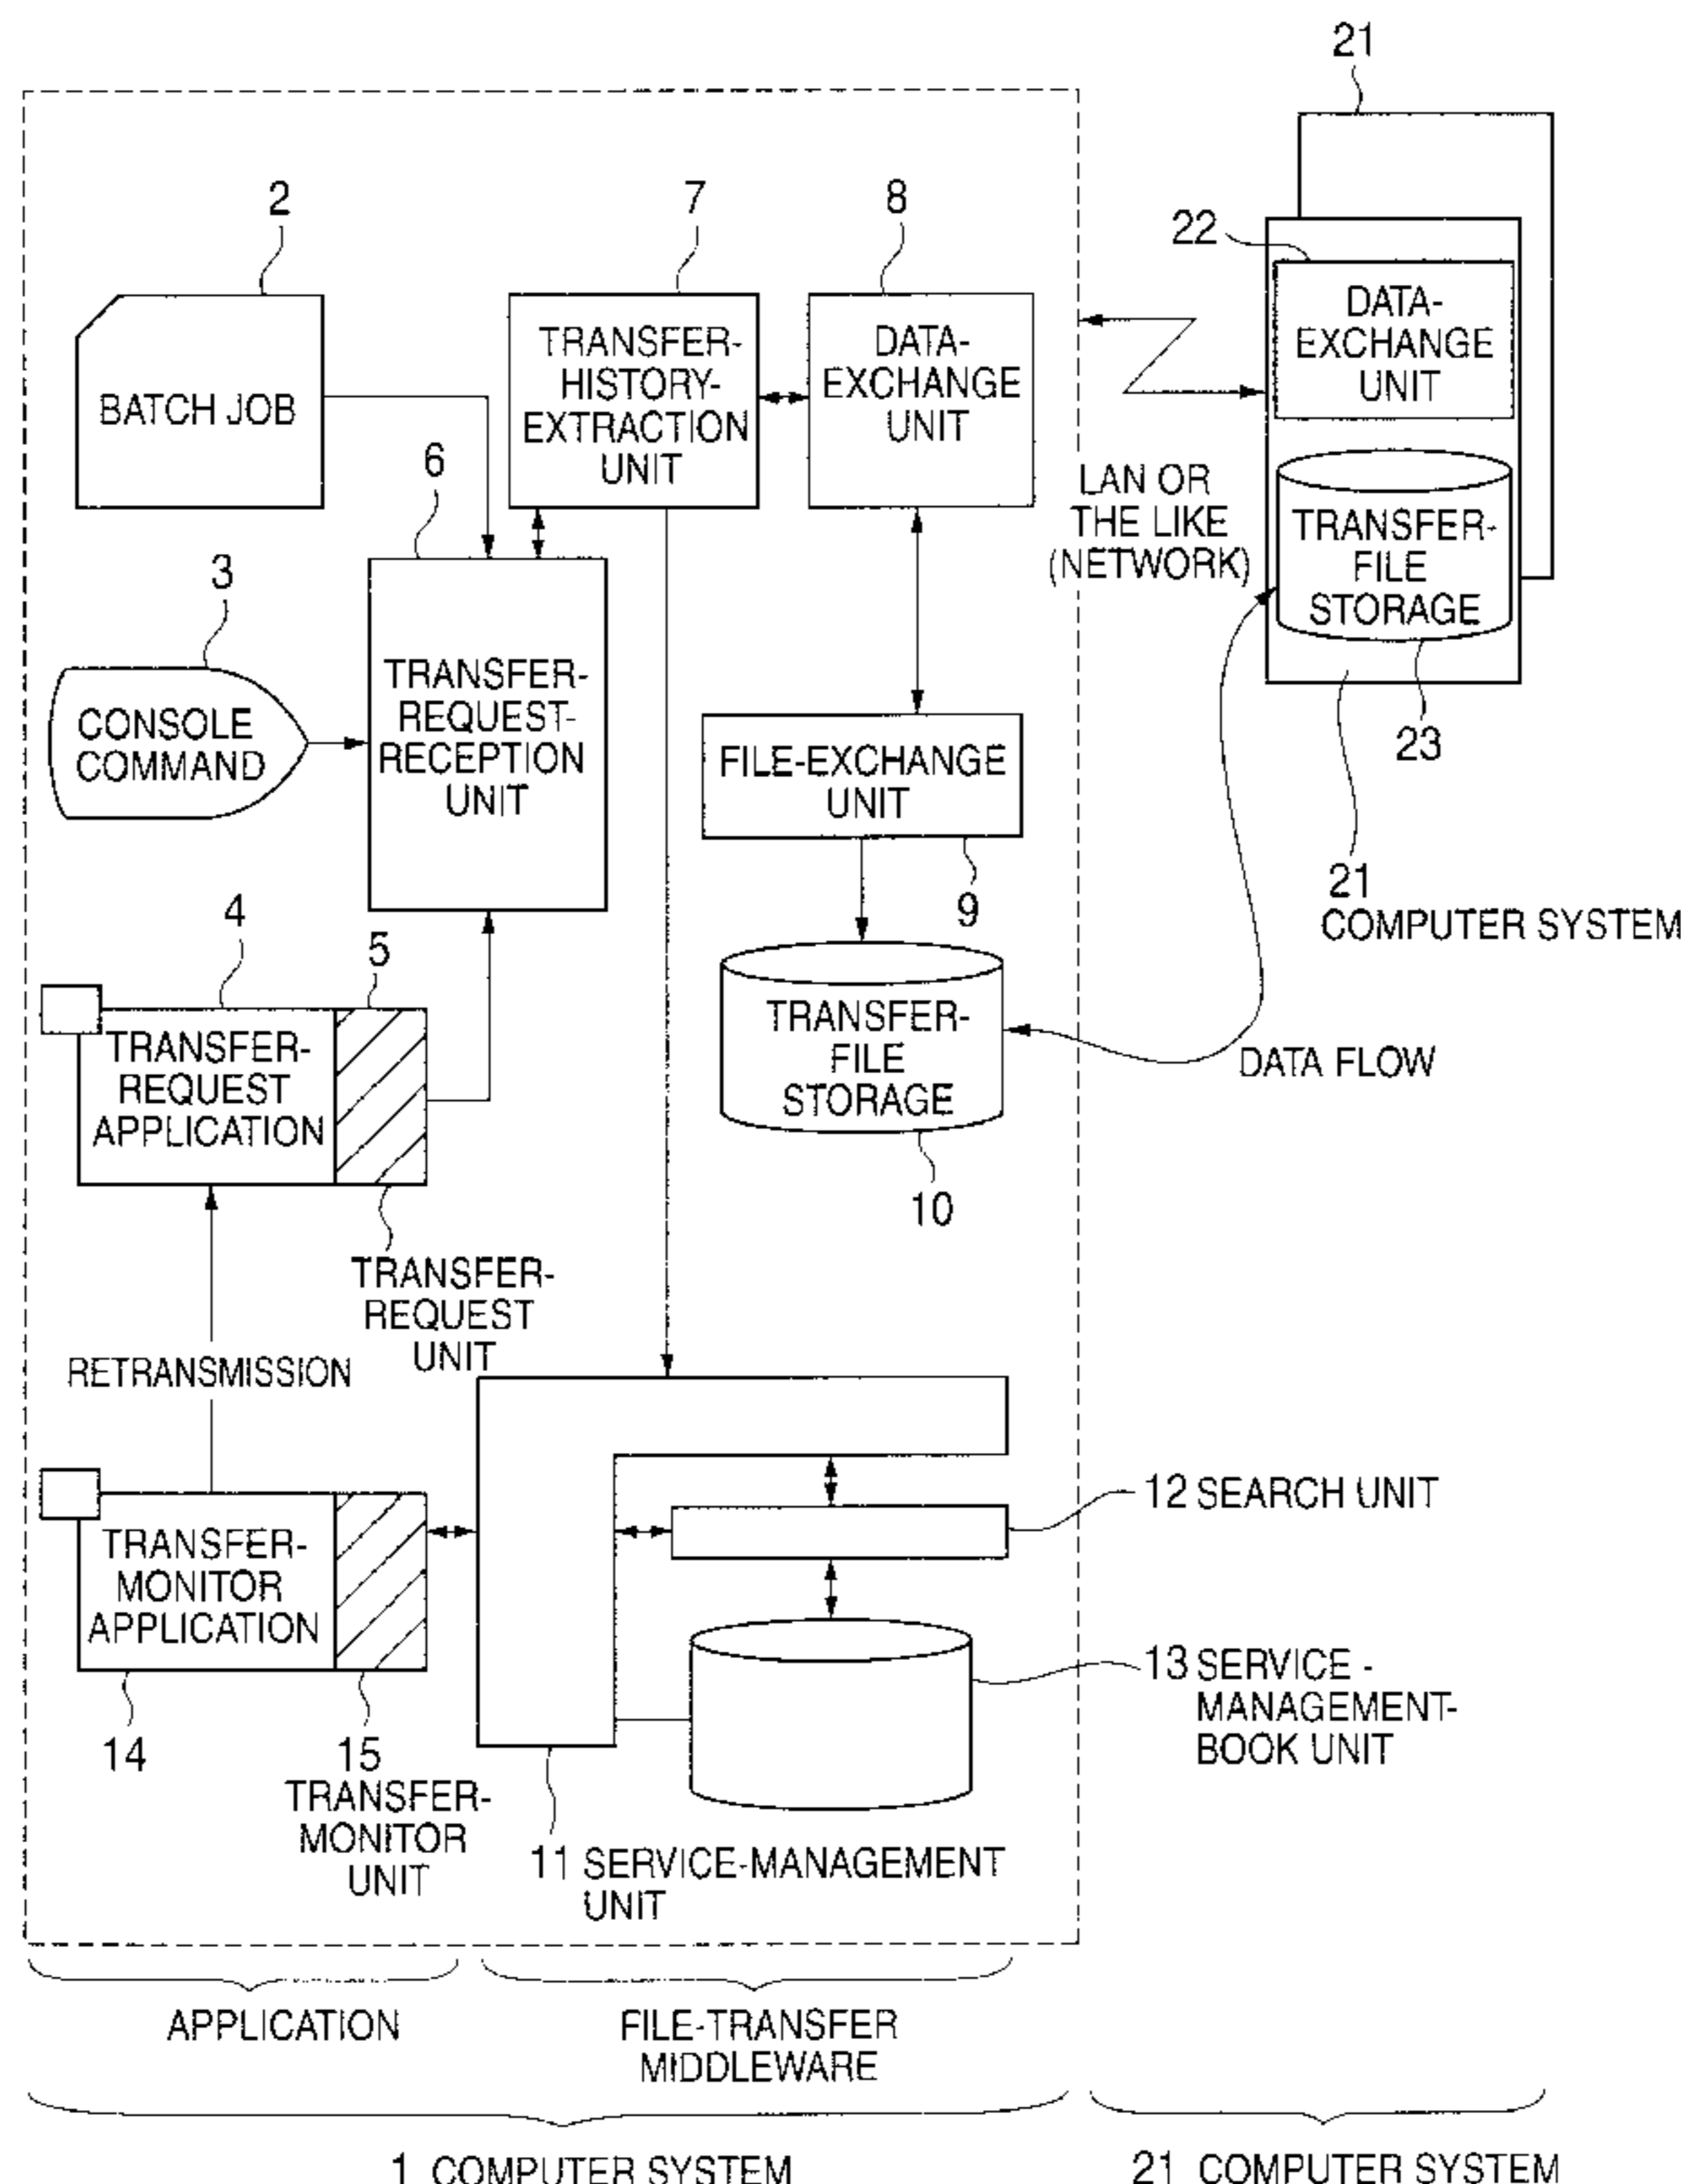 21
2
7
8
22
DATA-
EXCHANGE
UNIT
TRANSFER-
HISTORY-
EXTRACTION
UNIT
DATA-
EXCHANGE
UNIT
BATCH JOB
6
LAN OR
THE LIKE
(NETWORK)
TRANSFER-
FILE
STORAGE
3
CONSOLE
COMMAND
TRANSFER-
REQUEST-
RECEPTION
UNIT
23
FILE-EXCHANGE
UNIT
9
21
COMPUTER SYSTEM
4
5
TRANSFER-
REQUEST
APPLICATION
TRANSFER-
FILE
STORAGE
DATA FLOW
10
TRANSFER-
REQUEST
UNIT
RETRANSMISSION
12 SEARCH UNIT
TRANSFER-
MONITOR
APPLICATION
13 SERVICE -
MANAGEMENT-
BOOK UNIT
14
15
TRANSFER-
MONITOR
UNIT
11 SERVICE-MANAGEMENT
UNIT
APPLICATION
FILE-TRANSFER
MIDDLEWARE
1 COMPUTER SYSTEM
21 COMPUTER SYSTEM